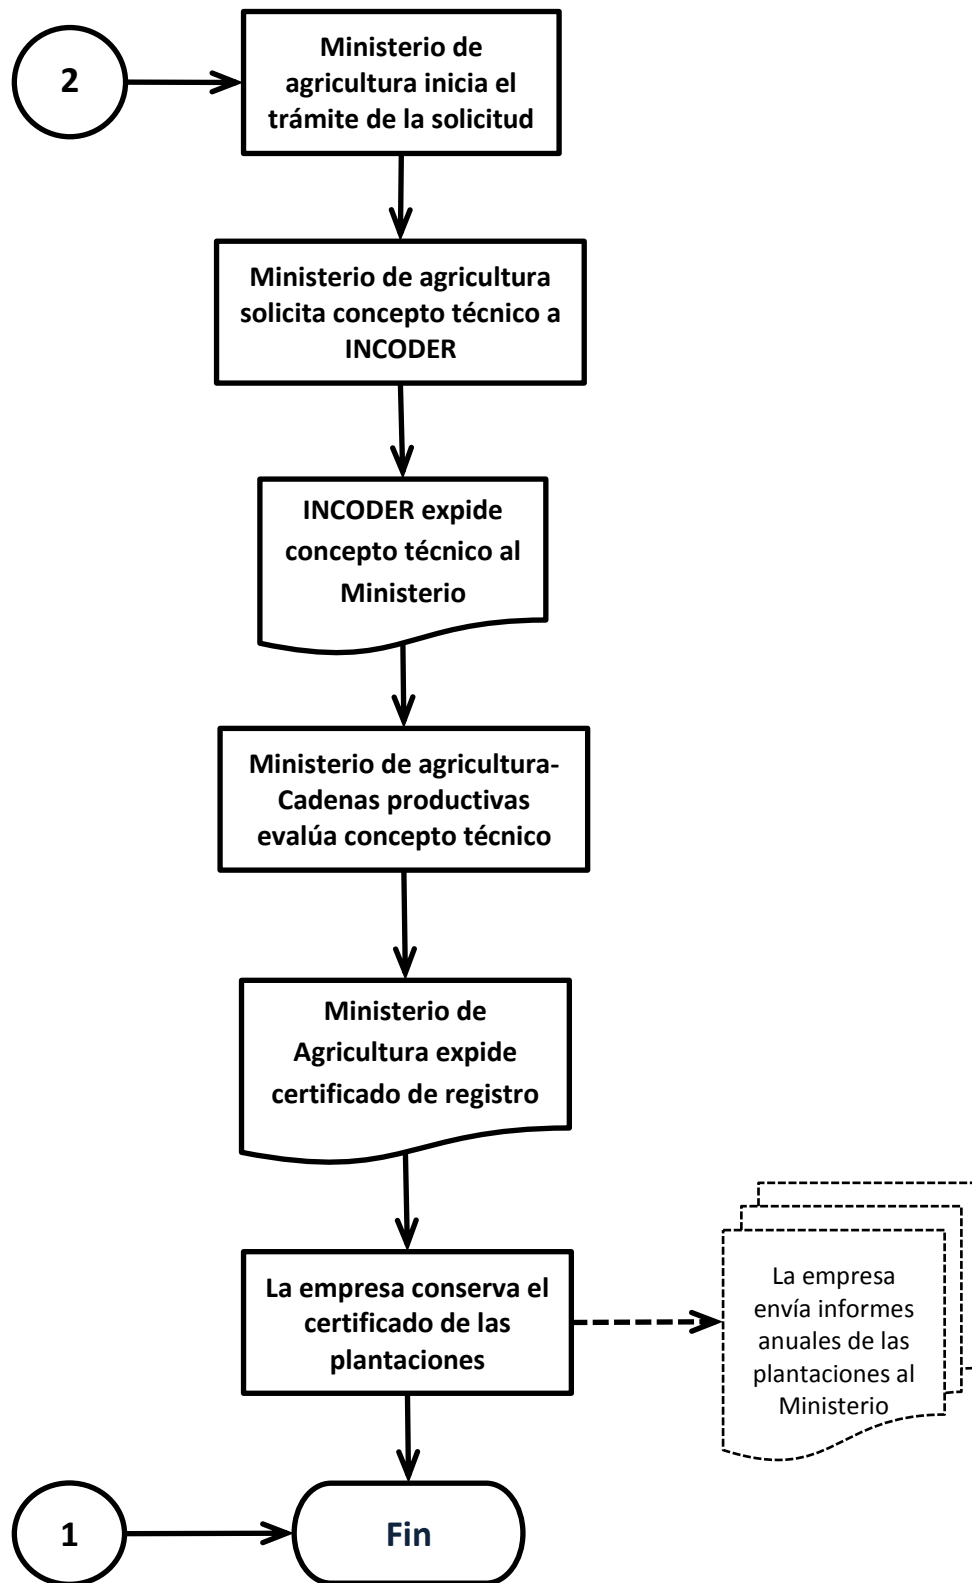 2
Ministerio de
agricultura inicia el
trámite de la solicitud
Ministerio de agricultura
solicita concepto técnico a
INCODER
INCODER expide
concepto técnico al
Ministerio
Ministerio de agricultura-
Cadenas productivas
evalúa concepto técnico
Ministerio de
Agricultura expide
certificado de registro
La empresa conserva el
certificado de las
plantaciones
La empresa
envía informes
anuales de las
plantaciones al
Ministerio
1
Fin